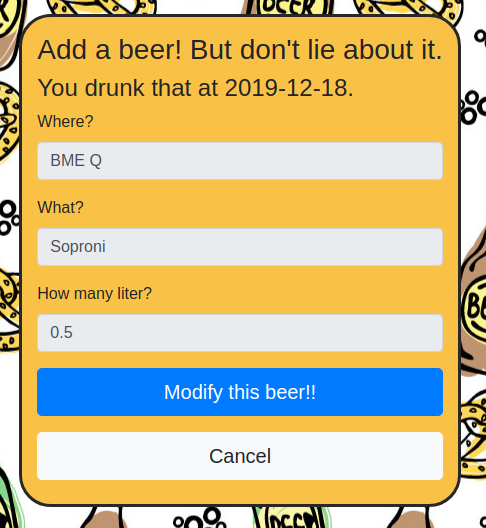 BEER
Add a beer! But don't lie about it.
You drunk that at 2019-12-18.
Where?
BME Q
What?
Soproni
How many liter?
0.5
Modify this beer!!
Cancel